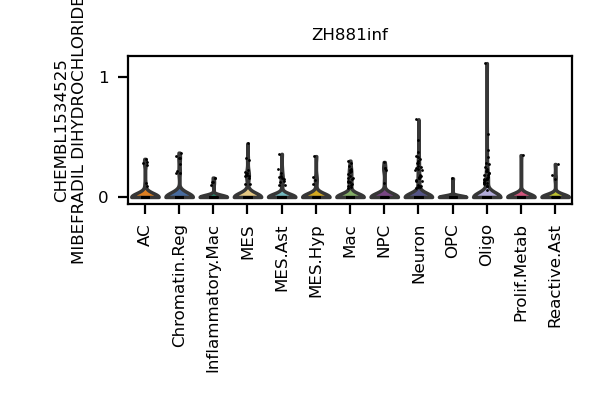 ZH881inf
CHEMBL1534525
MIBEFRADIL DIHYDROCHLORIDE
1
0
AC
Chromatin.Reg
Inflammatory.Mac
MES
MES.Ast
MES.Hyp
Mac
NPC
Neuron
OPC
Oligo
Prolif.Metab
Reactive.Ast